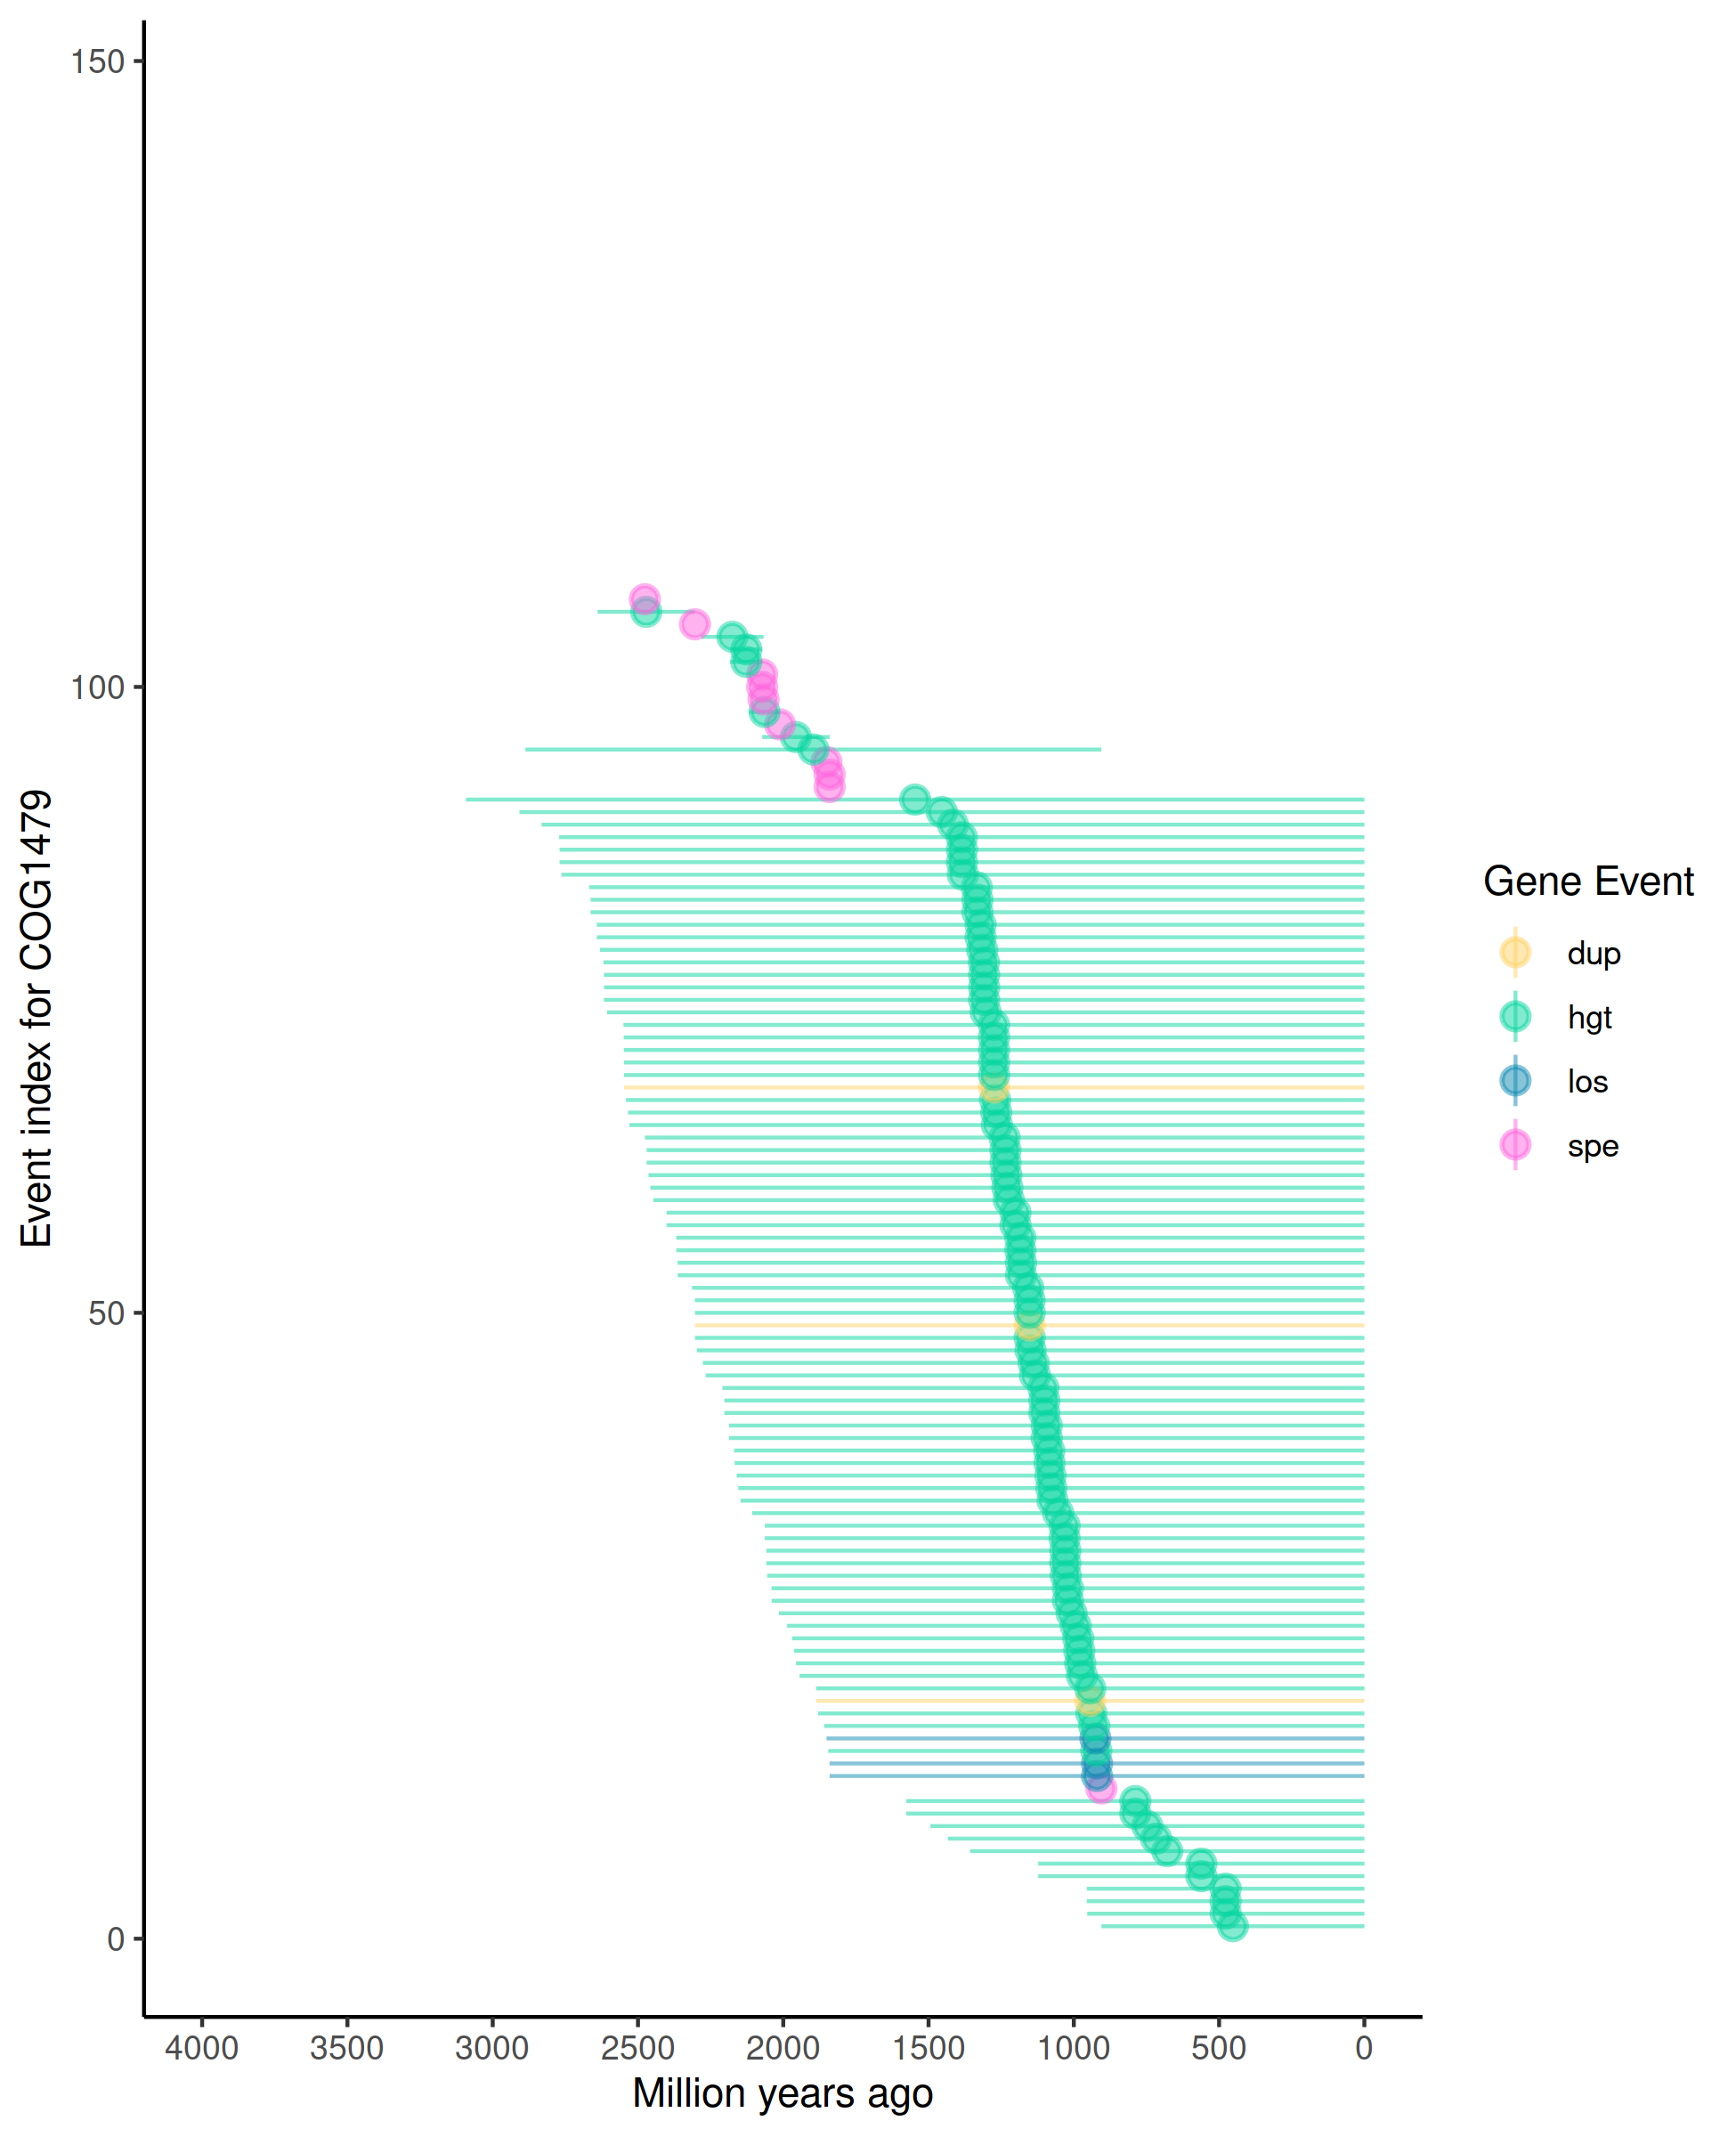 Event index for COG1479
150
100
50
0
4000 3500 3000 2500 2000 1500 1000 500 0
Million years ago
Gene Event
dup
hgt
los
spe